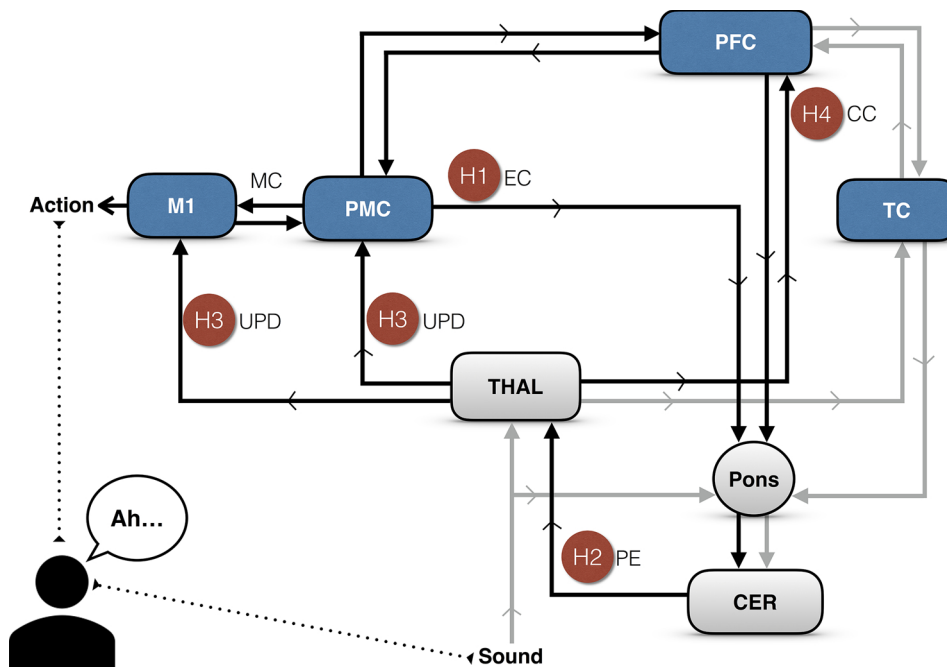 PFC
H4 CC
H1 EC
MC
Action
M1
PMC
TC
H3 UPD
H3 UPD
THAL
Pons
Ah...
H2 PE
CER
Sound